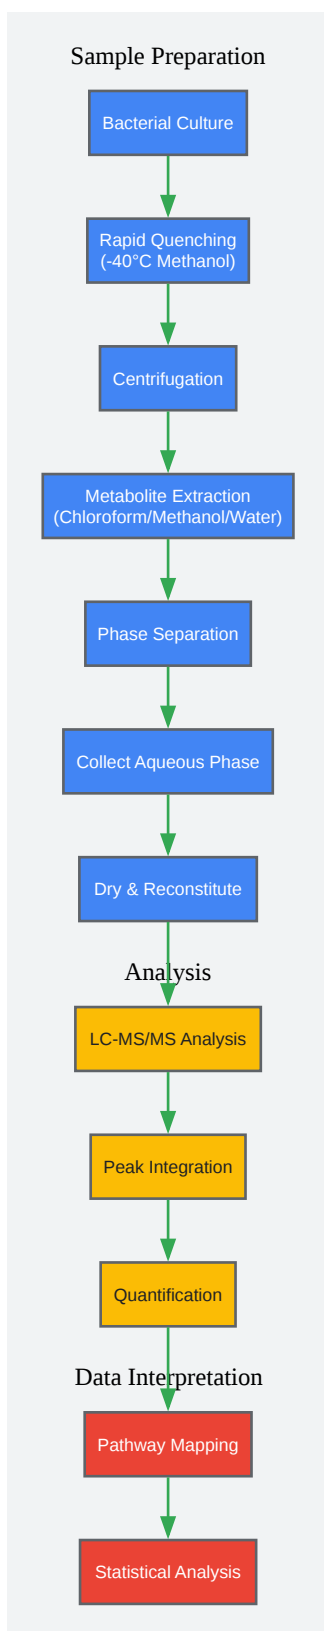 Sample Preparation
Bacterial Culture
Rapid Quenching
(-40°C Methanol)
Centrifugation
Metabolite Extraction
(Chloroform/Methanol/Water)
Phase Separation
Collect Aqueous Phase
Dry & Reconstitute
Analysis
LC-MS/MS Analysis
Peak Integration
Quantification
Data Interpretation
Pathway Mapping
Statistical Analysis